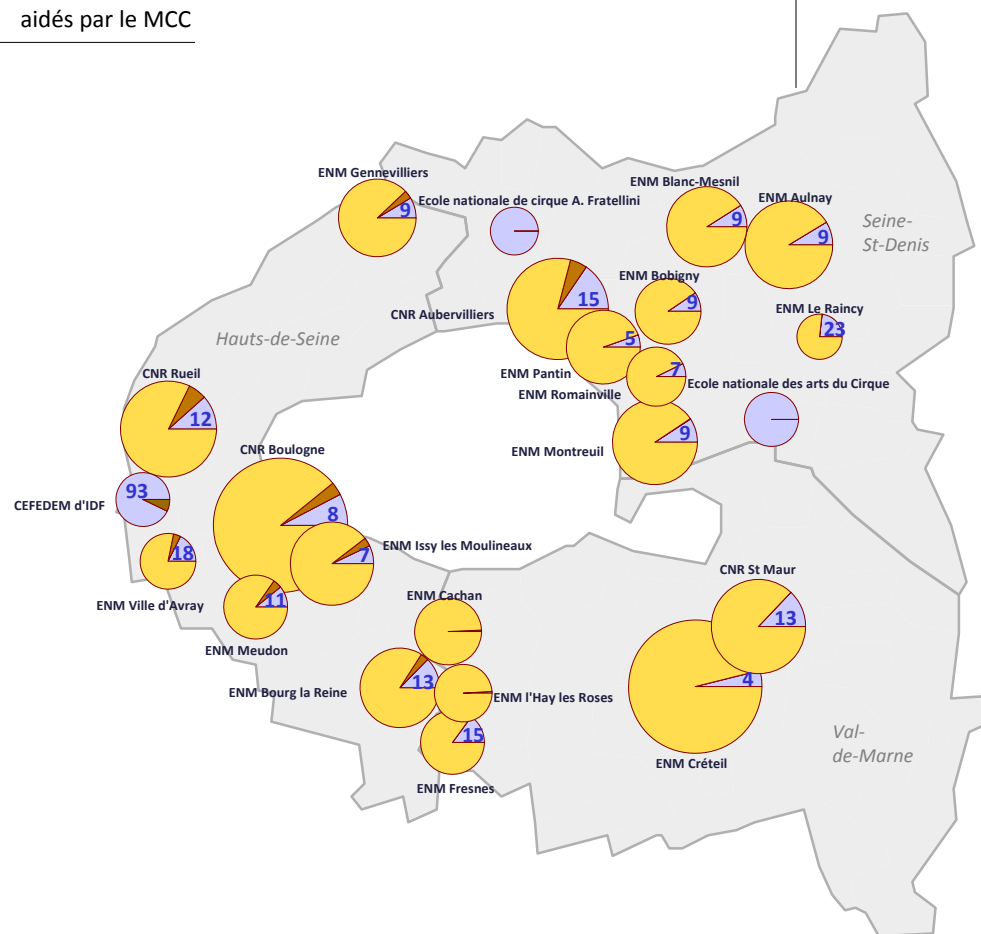 aidés par le MCC
ENM Gennevilliers
9
Ecole nationale de cirque A. Fratellini
ENM Blanc-Mesnil
9
ENM Aulnay
9
Seine-
St-Denis
ENM Bobigny
9
CNR Aubervilliers
15
ENM Le Raincy
23
Hauts-de-Seine
ENM Pantin
5
ENM Romainville
7
Ecole nationale des arts du Cirque
CNR Rueil
12
ENM Montreuil
9
CNR Boulogne
8
CEFEDEM d'IDF
93
ENM Issy les Moulineaux
7
ENM Ville d'Avray
18
ENM Meudon
11
ENM Cachan
CNR St Maur
13
ENM Bourg la Reine
13
ENM l'Hay les Roses
ENM Créteil
4
ENM Fresnes
15
Val-
de-Marne